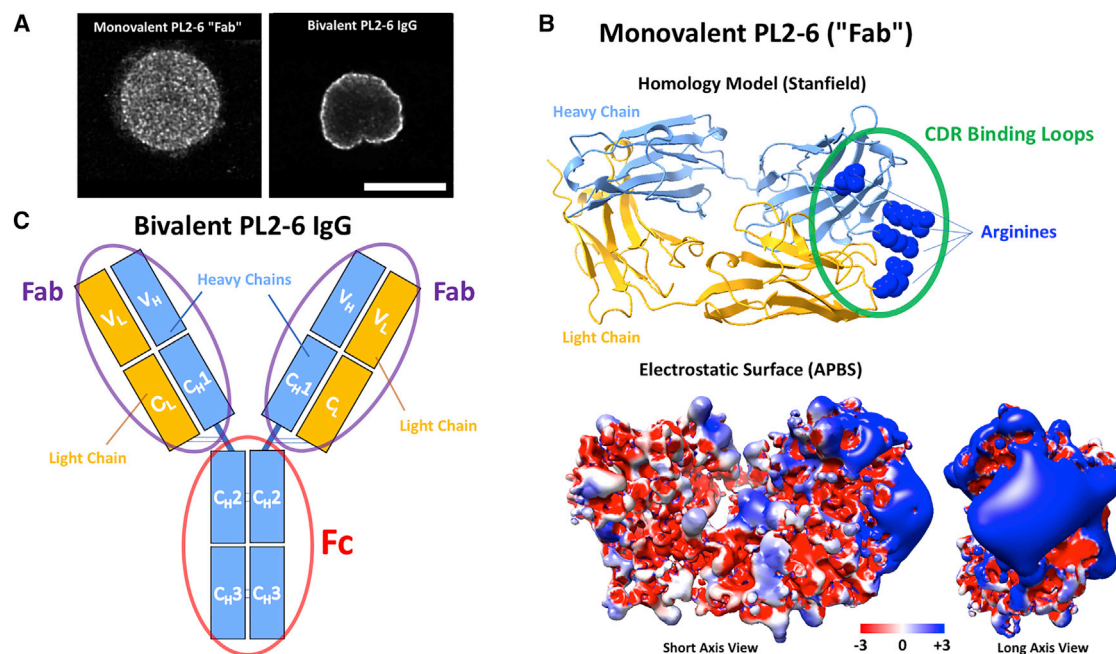 A
Monovalent PL2-6 "Fab"
Bivalent PL2-6 IgG
B
Monovalent PL2-6 ("Fab")
Homology Model (Stanfield)
Heavy Chain
CDR Binding Loops
Arginines
Light Chain
Electrostatic Surface (APBS)
Short Axis View
-3
0
+3
Long Axis View
C
Bivalent PL2-6 IgG
Fab
Heavy Chains
Fab
VL
VH
VH
VL
CL
CH1
CH1
CL
Light Chain
Light Chain
CH2
CH2
Fc
CH3
CH3